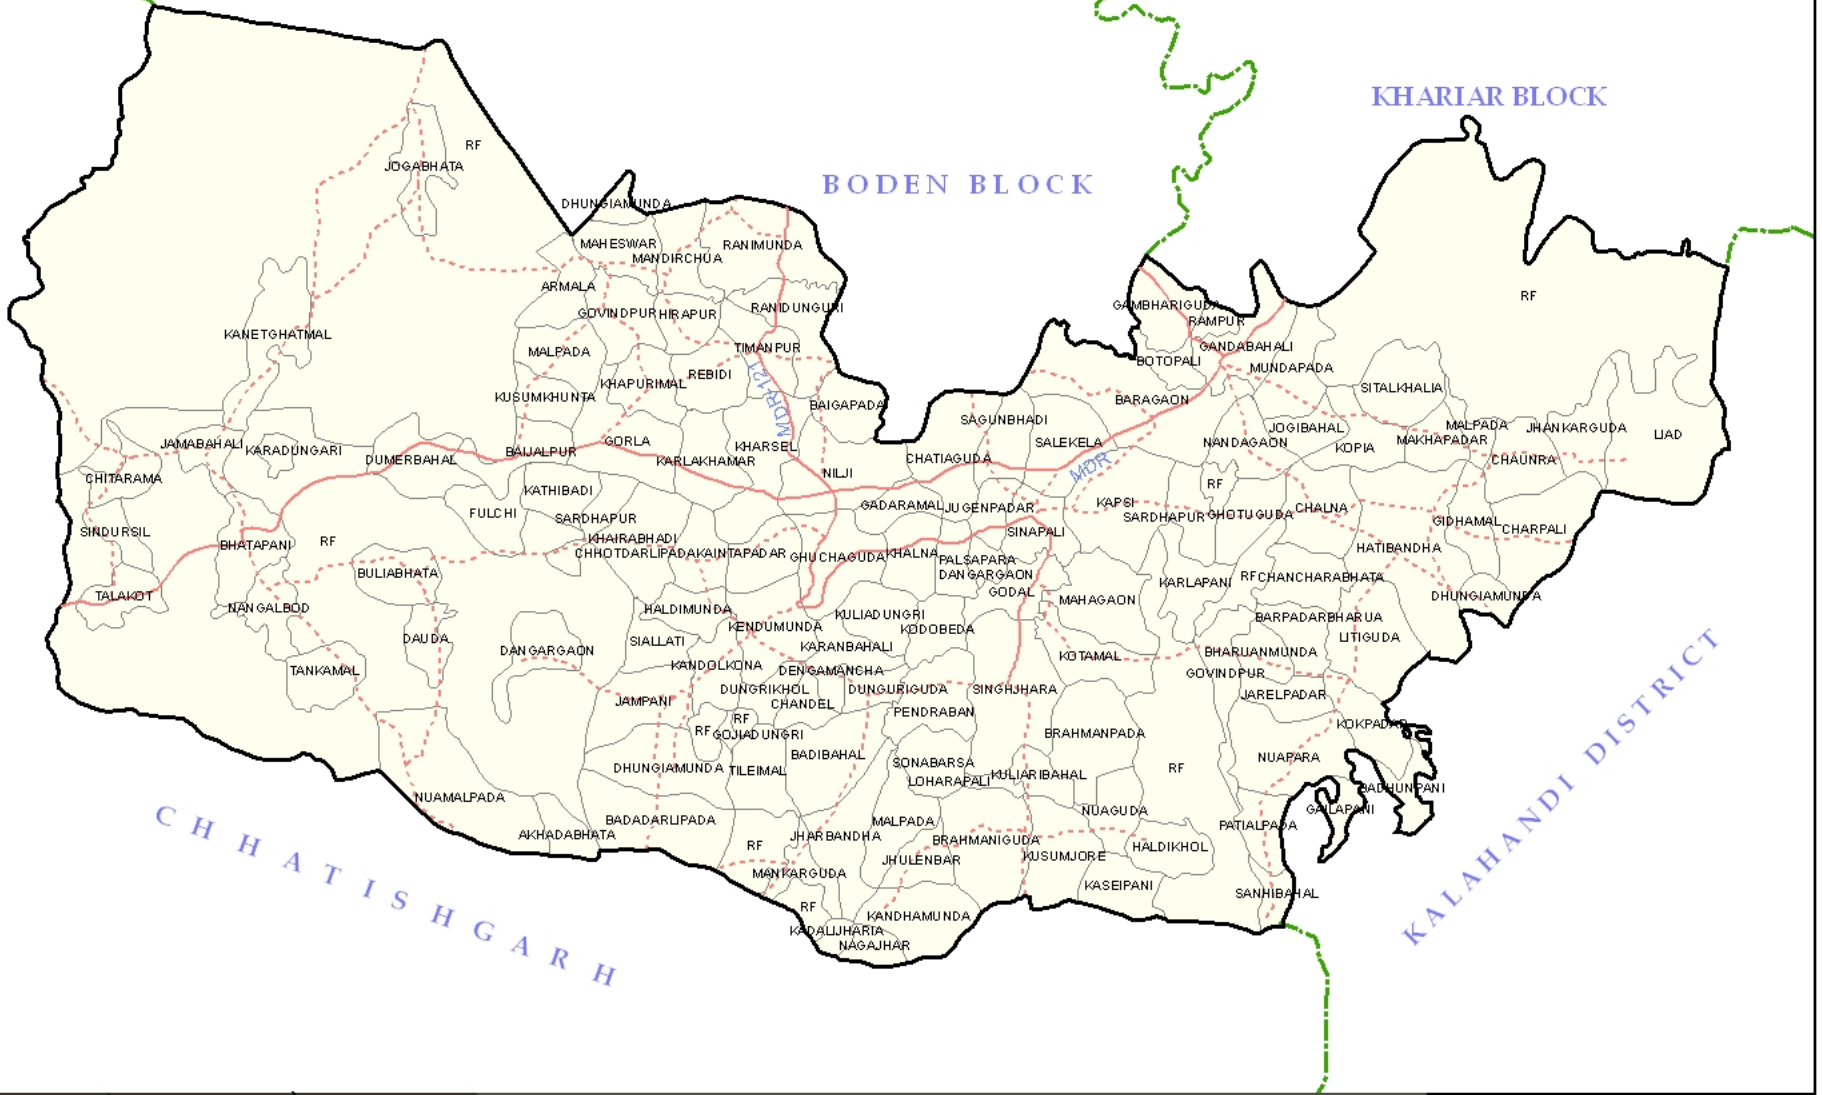 KHARIAR BLOCK
RF
JOGABHATA
BODEN BLOCK
DHUNGIAMUNDA
MAHESWAR
RANIMUNDA
MANDIRCHUA
ARMALA
RF
GOVINDPUR
HIRAPUR
RANIDUNGURI
GAMBHARIGUDA
RAMPUR
KANETGHATMAL
MALPADA
TIMANPUR
GANDABAHALI
BOTOPALI
MUNDAPADA
KHAPURIMAL
REBIDI
SITALKHALIA
KUSUMKHUNTA
MDR-121
BAIGAPADA
BARAGAON
SAGUNBHADI
JOGIBAHAL
MALPADA
JHANKARGUDA
LIAD
JAMABAHALI
KARADUNGARI
BAIJALPUR
GORLA
KHARSEL
SALEKELA
NANDAGAON
KOPIA
MAKHAPADAR
DUMERBAHAL
KARLAKHAMAR
NILJI
CHATIAGUDA
MDR
CHAUNRA
CHITARAMA
KATHIBADI
RF
FULCHI
SARDHAPUR
GADARAMAL
JUGENPADAR
KAPSI
SARDHAPUR
GHOTUGUDA
CHALNA
GIDHAMAL
CHARPALI
SINDURSIL
BHATAPANI
RF
KHAIRABHADI
SINAPALI
CHHOTDARLIPADA
KAINTAPADAR
GHUCHAGUDA
KHALNA
PALSAPARA
HATIBANDHA
BULIABHATA
DANGARGAON
KARLAPANI
RF
CHANCHARABHATA
TALAKOT
NANGALBOD
GODAL
MAHAGAON
DHUNGIAMUNDA
HALDIMUNDA
KULIADUNGRI
BARPADAR
BHARUA
DAUDA
SIALLATI
KENDUMUNDA
KODOBEDA
LITIGUDA
DANGARGAON
KARANBAHALI
KOTAMAL
BHARUANMUNDA
TANKAMAL
KANDOLKONA
DENGAMANCHA
GOVINDPUR
DUNGRIKHOL
DUNGURIGUDA
SINGHJHARA
JARELPADAR
JAMPANI
CHANDEL
PENDRABAN
RF
RF
GOJIADUNGRI
BRAHMANPADA
KOKPADAR
BADIBAHAL
NUAPARA
DHUNGIAMUNDA
TILEIMAL
SONABARSA
RF
LOHARAPALI
KULIARIBAHAL
BADHUNPANI
NUAMALPADA
NUAGUDA
GAILAPANI
BADADARLIPADA
MALPADA
PATIALPADA
AKHADABHATA
JHARBANDHA
BRAHMANIGUDA
RF
JHULENBAR
KUSUMJORE
HALDIKHOL
MANKARGUDA
KASEIPANI
SANHIBAHAL
RF
KANDHAMUNDA
KADALIJHARIA
NAGAJHAR
CHHATISHGARH
KALAHANDI DISTRICT